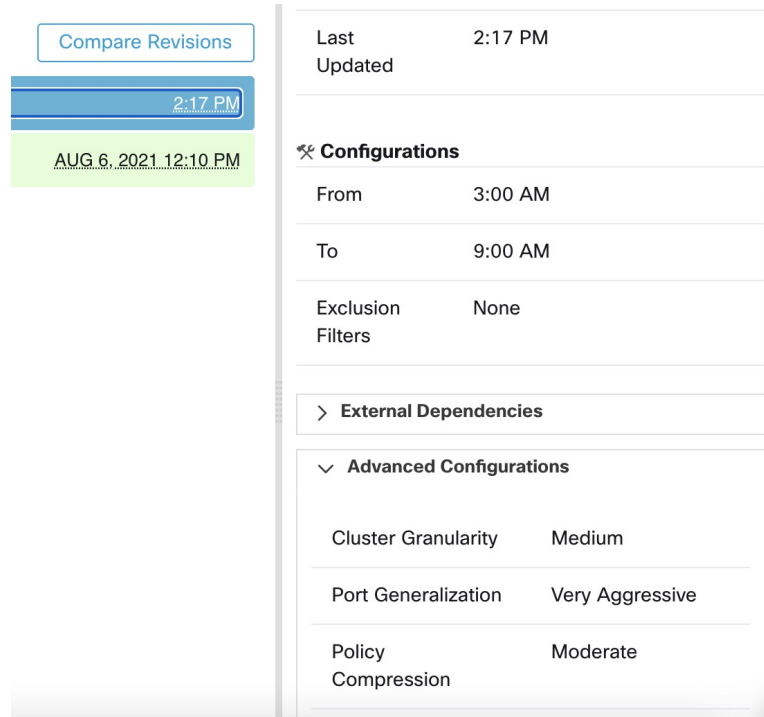 Compare Revisions
2:17 PM
AUG 6, 2021 12:10 PM
Last
Updated
2:17 PM
Configurations
From
3:00 AM
To
9:00 AM
Exclusion
Filters
None
External Dependencies
Advanced Configurations
Cluster Granularity
Medium
Port Generalization
Very Aggressive
Policy
Compression
Moderate